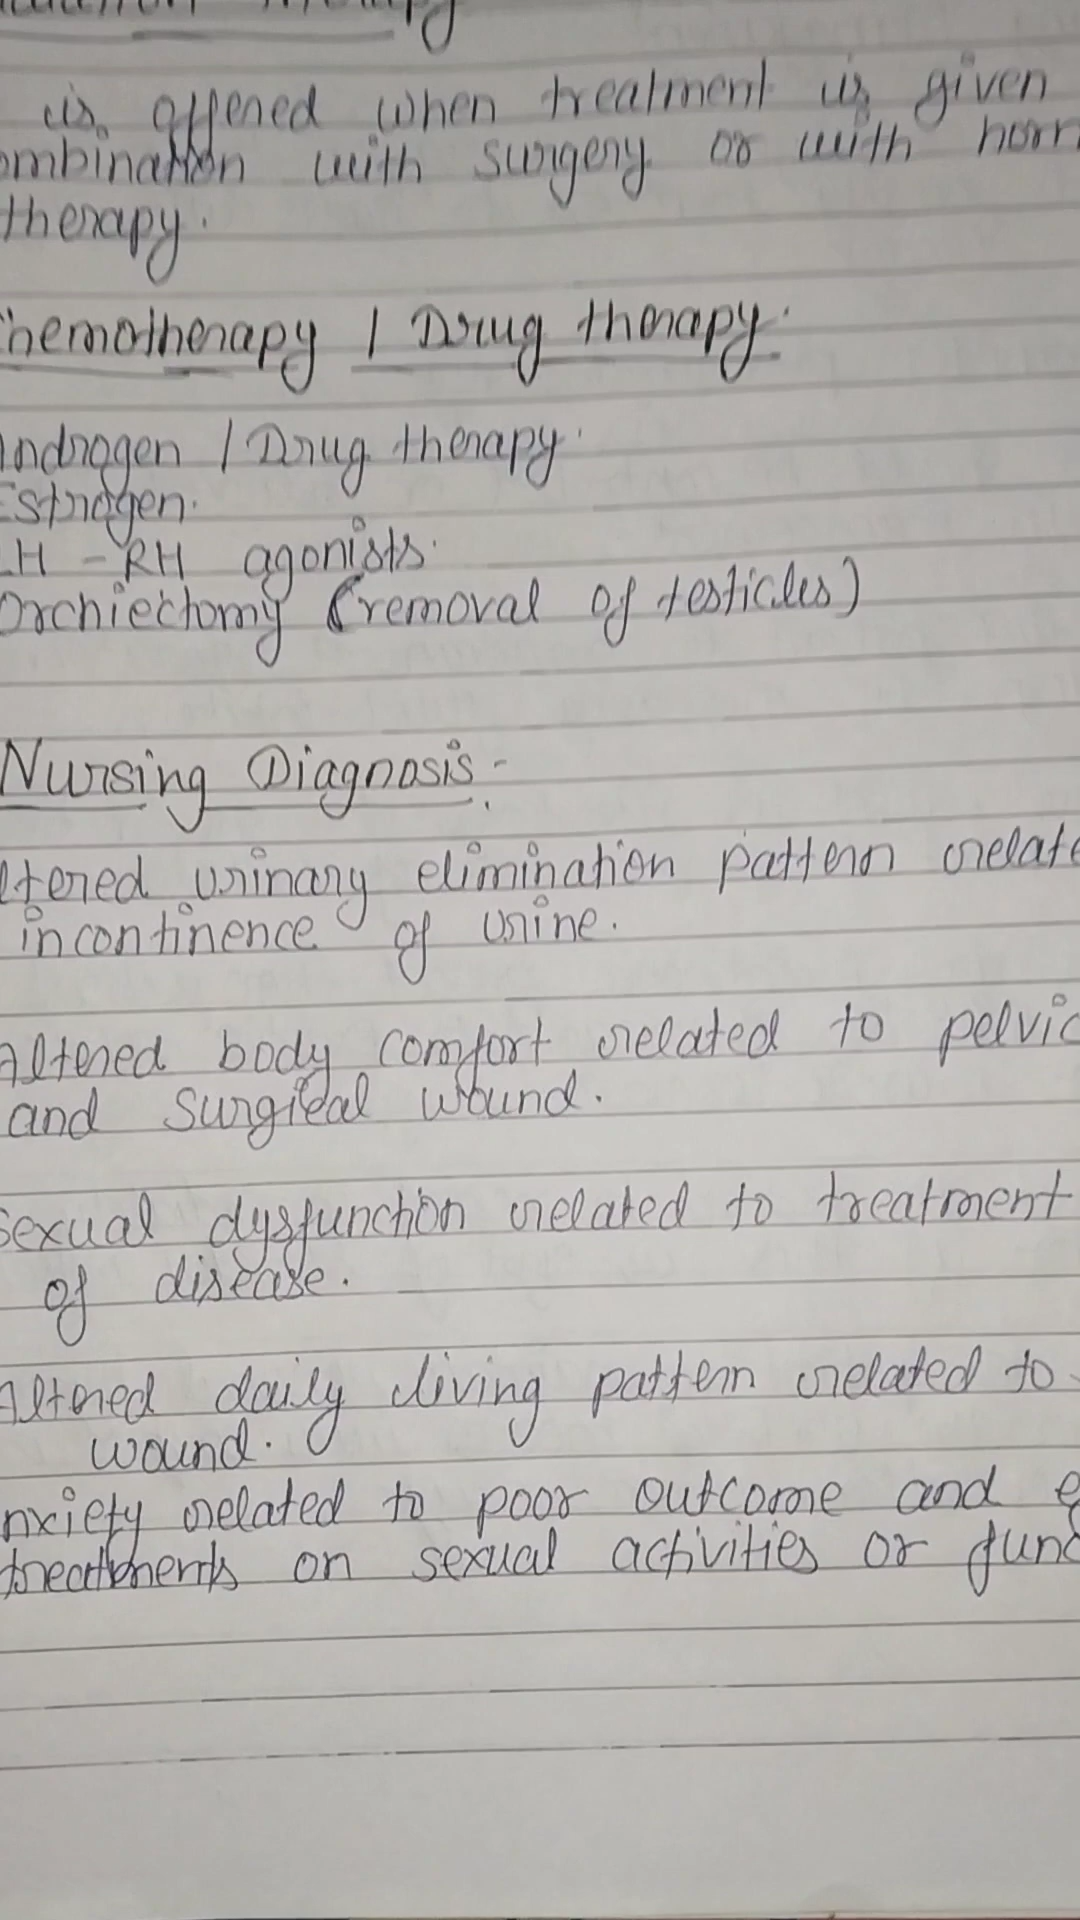 is offered when treatment is given
ombination with surgery or with horm
therapy.
hemotherapy / Drug therapy.
ndrogen / Drug therapy.
Estrogen.
LH - RH agonists.
Orchiectomy (removal of testicles)
Nursing Diagnosis -
ltered urinary elimination pattern relate
incontinence of urine.
Altered body comfort related to pelvic
and surgical wound.
Sexual dysfunction related to treatment
of disease.
Altered daily living pattern related to
wound.
nxiety related to poor outcome and e
treatments on sexual activities or func